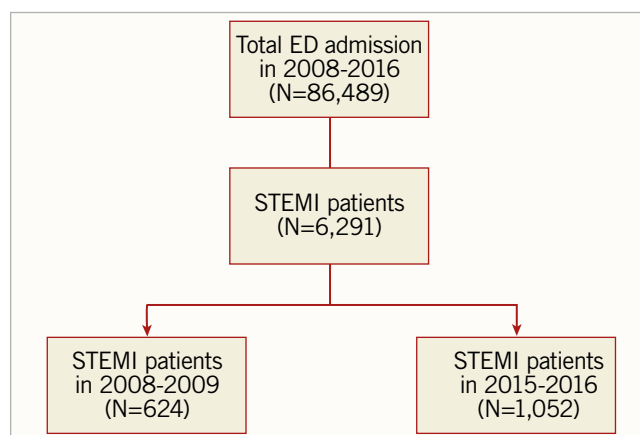 Total ED admission
in 2008-2016
(N=86,489)
STEMI patients
(N=6,291)
STEMI patients
in 2008-2009
(N=624)
STEMI patients
in 2015-2016
(N=1,052)